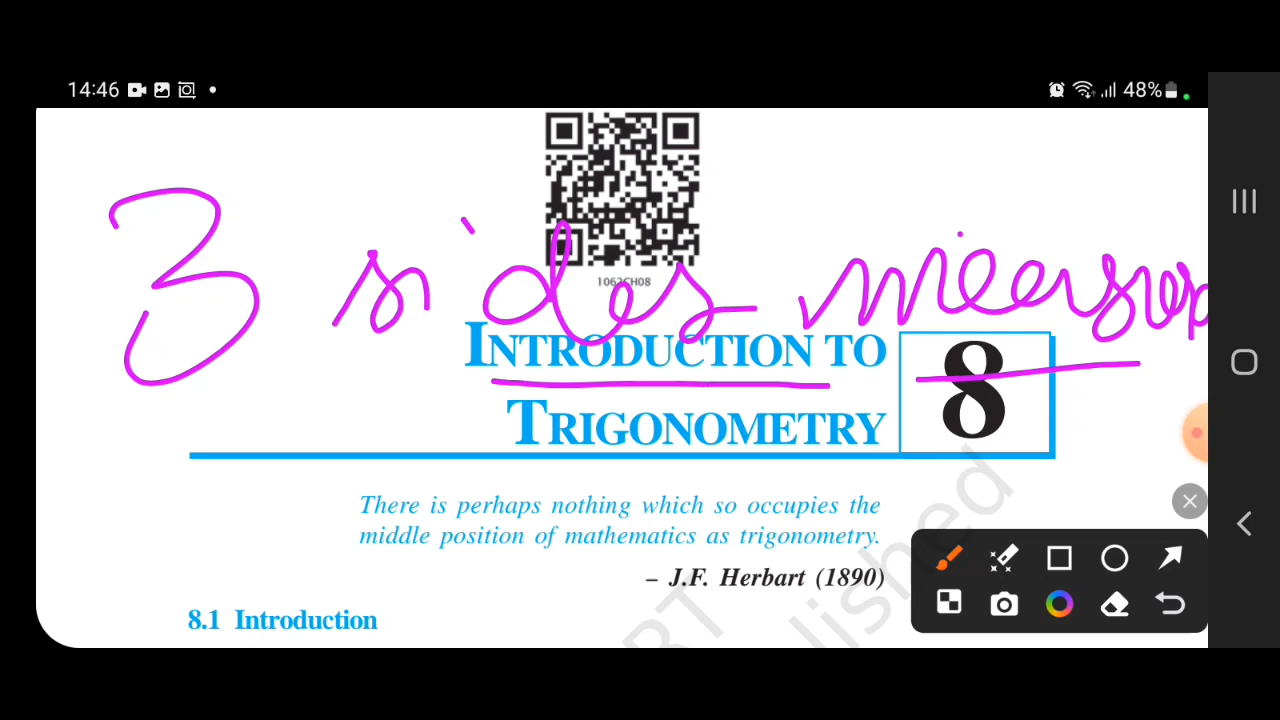 14:46
48%
3 sides measure
1062CH08
INTRODUCTION TO
TRIGONOMETRY
8
There is perhaps nothing which so occupies the
middle position of mathematics as trigonometry.
– J.F. Herbart (1890)
8.1 Introduction